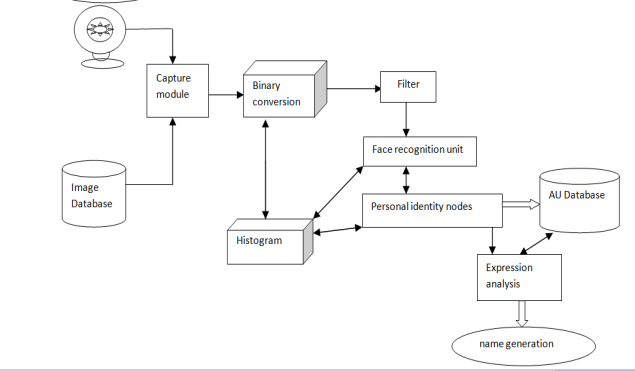 Capture
module
Binary
conversion
Filter
Face recognition unit
Image
Database
Personal identity nodes
AU Database
Histogram
Expression
analysis
name generation